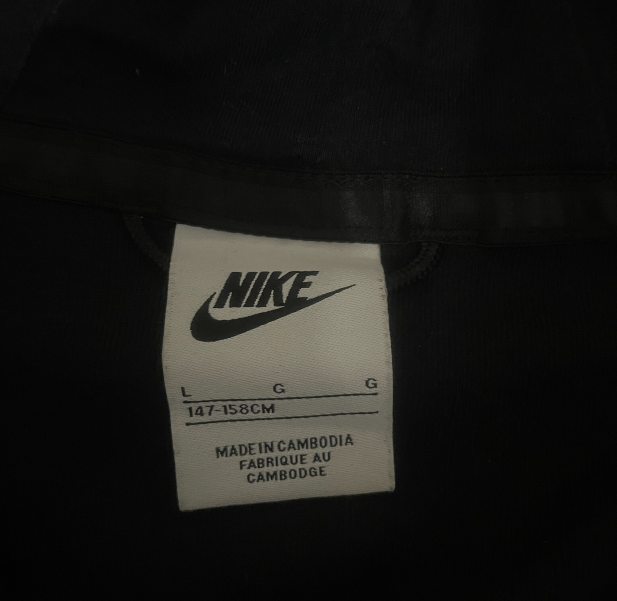 NIKE
L G G
147-158CM
MADE IN CAMBODIA
FABRIQUE AU
CAMBODGE